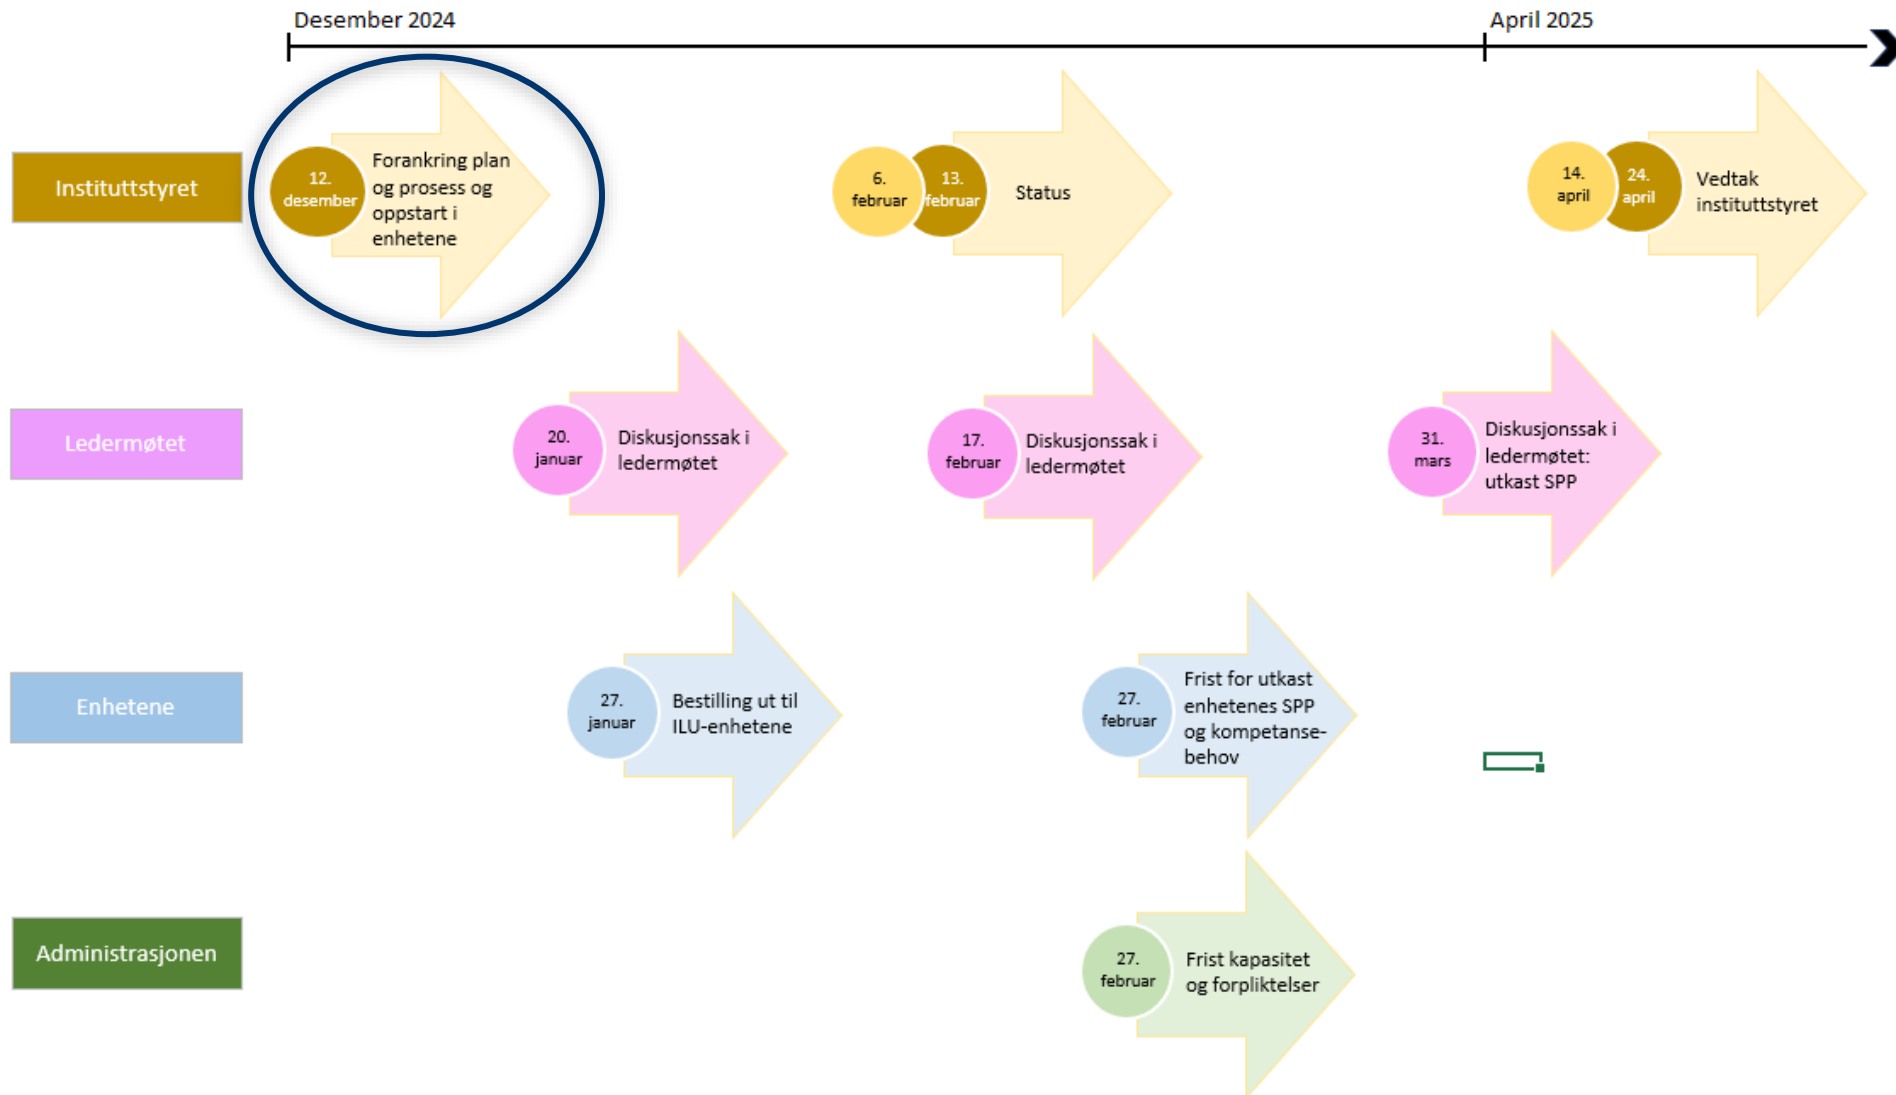 Desember 2024
April 2025
Instituttstyret
12.
desember
Forankring plan
og prosess og
oppstart i
enhetene
6.
februar
13.
februar
Status
14.
april
24.
april
Vedtak
instituttstyret
Ledermøtet
20.
januar
Diskusjonssak i
ledermøtet
17.
februar
Diskusjonssak i
ledermøtet
31.
mars
Diskusjonssak i
ledermøtet:
utkast SPP
Enhetene
27.
januar
Bestilling ut til
ILU-enhetene
27.
februar
Frist for utkast
enhetenes SPP
og kompetanse-
behov
Administrasjonen
27.
februar
Frist kapasitet
og forpliktelser